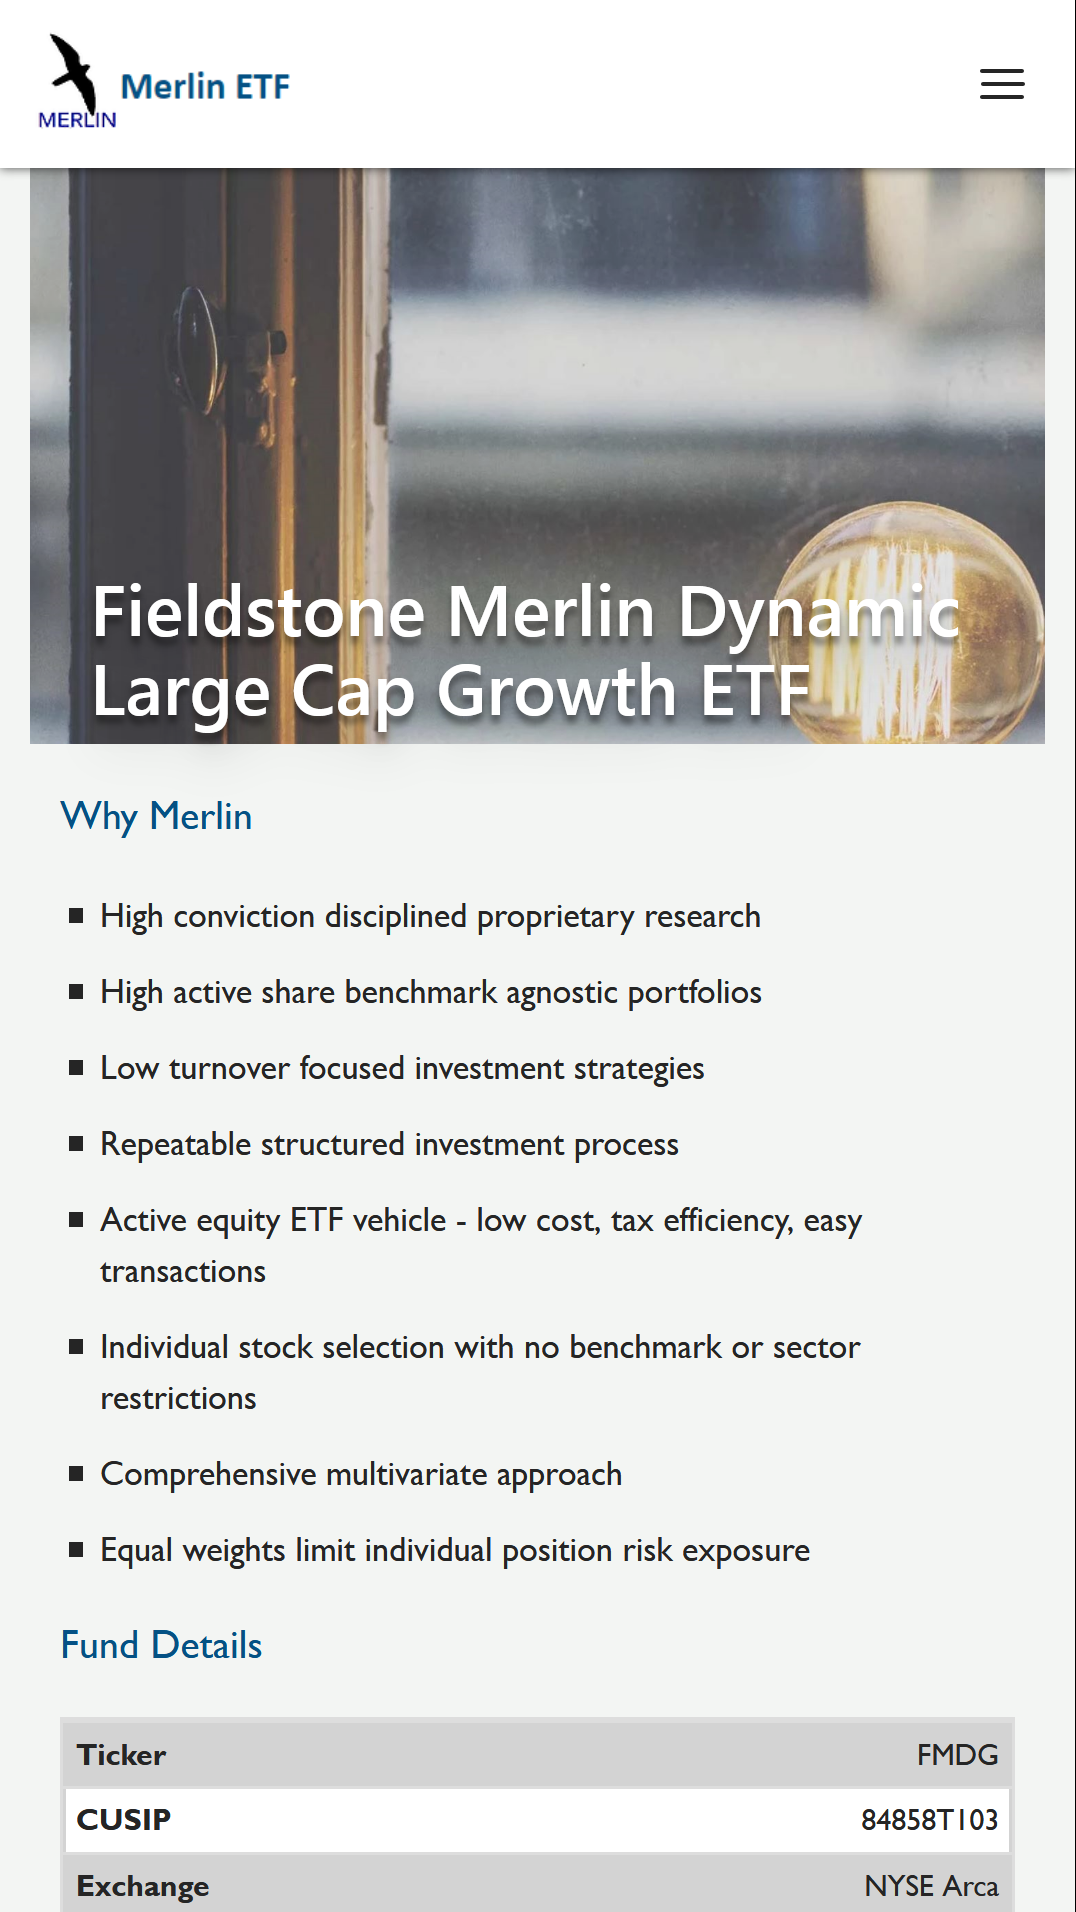 MERLIN
Merlin ETF
Fieldstone Merlin Dynamic
Large Cap Growth ETF
Why Merlin
High conviction disciplined proprietary research
High active share benchmark agnostic portfolios
Low turnover focused investment strategies
Repeatable structured investment process
Active equity ETF vehicle - low cost, tax efficiency, easy
transactions
Individual stock selection with no benchmark or sector
restrictions
Comprehensive multivariate approach
Equal weights limit individual position risk exposure
Fund Details
Ticker FMDG
CUSIP 84858T103
Exchange NYSE Arca